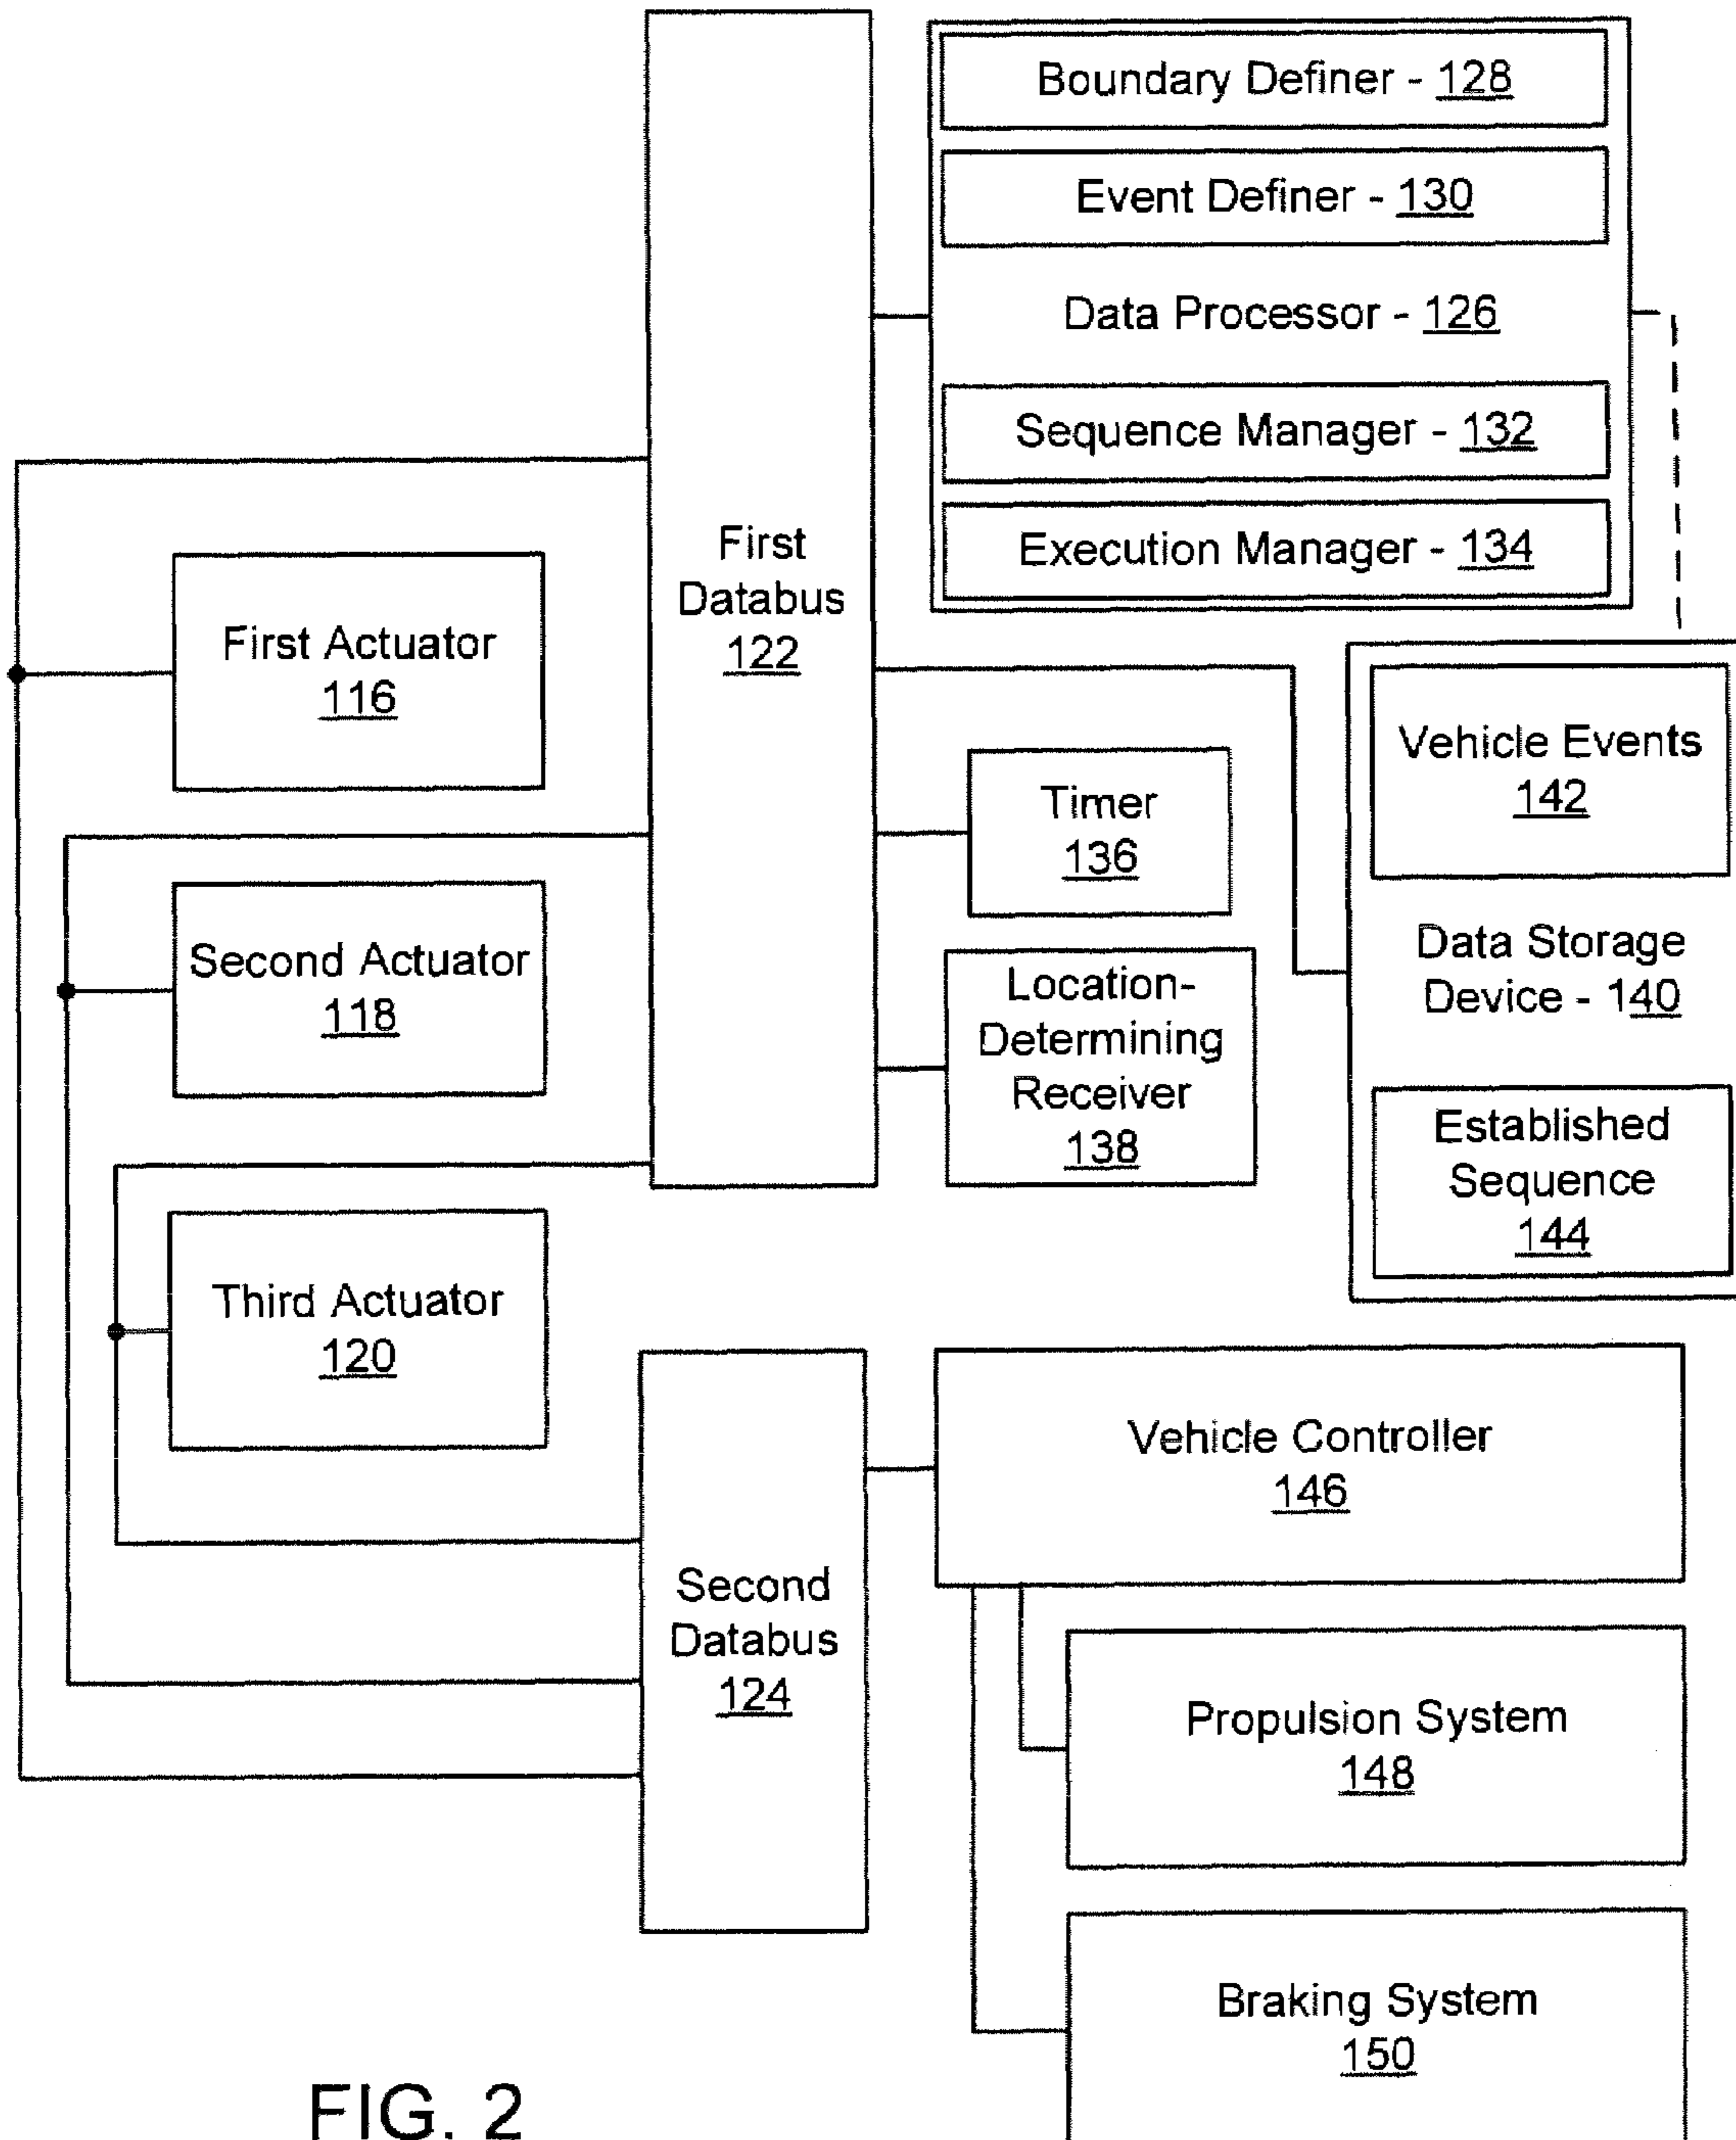 Boundary Definer - 128
Event Definer - 130
Data Processor - 126
Sequence Manager - 132
Execution Manager - 134
First
Databus
122
First Actuator
116
Second Actuator
118
Third Actuator
120
Timer
136
Location-
Determining
Receiver
138
Vehicle Events
142
Data Storage
Device - 140
Established
Sequence
144
Second
Databus
124
Vehicle Controller
146
Propulsion System
148
Braking System
150
FIG. 2